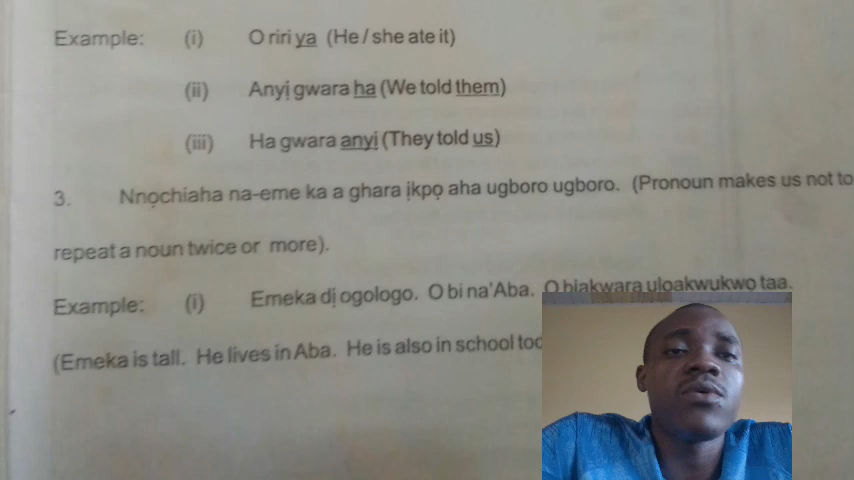 Example: (i) O riri ya (He / she ate it)
(ii) Anyị gwara ha (We told them)
(iii) Ha gwara anyị (They told us)
3. Nnọchiaha na-eme ka a ghara ịkpọ aha ugboro ugboro. (Pronoun makes us not to
repeat a noun twice or more).
Example: (i) Emeka dị ogologo. O bi na'Aba. O biakwara uloakwukwo taa.
(Emeka is tall. He lives in Aba. He is also in school